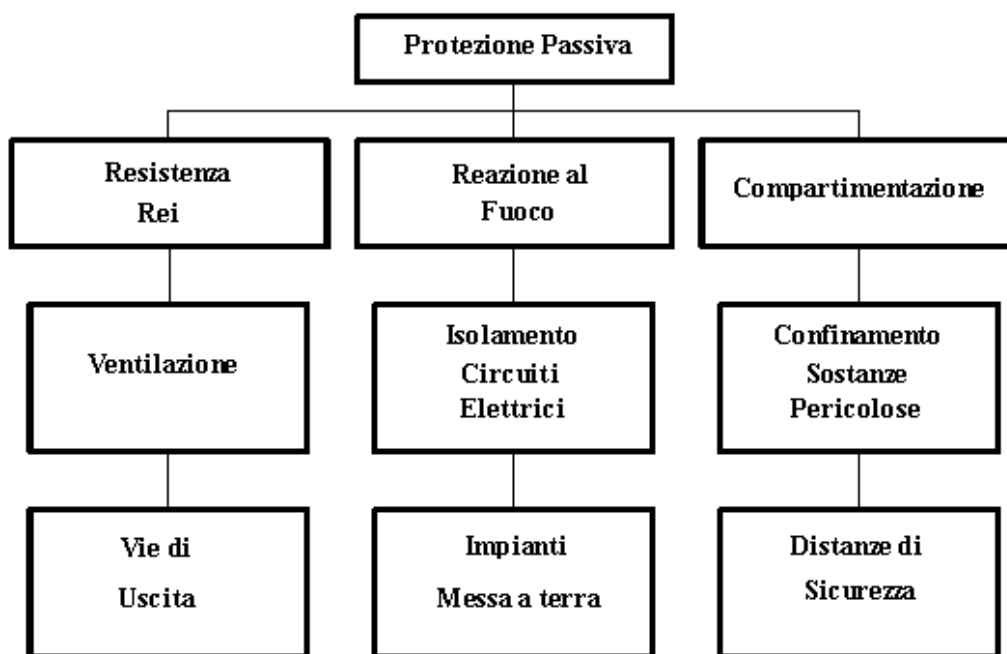 Protezione Passiva
Resistenza
Rei
Reazione al
Fuoco
Compartimentazione
Ventilazione
Isolamento
Circuiti
Elettrici
Confinamento
Sostanze
Pericolose
Vie di
Uscita
Impianti
Messa a terra
Distanze di
Sicurezza